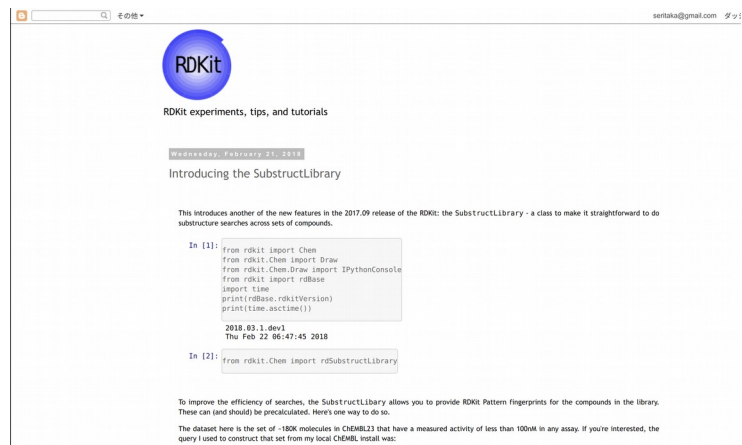 その他
seritaka@gmail.com ダッシ
RDKit
RDKit experiments, tips, and tutorials
Wednesday, February 21, 2018
Introducing the SubstructLibrary
This introduces another of the new features in the 2017.09 release of the RDKit: the SubstructLibrary - a class to make it straightforward to do
substructure searches across sets of compounds.
In [1]:
from rdkit import Chem
from rdkit.Chem import Draw
from rdkit.Chem.Draw import IPythonConsole
from rdkit import rdBase
import time
print(rdBase.rdkitVersion)
print(time.asctime())
2018.03.1.dev1
Thu Feb 22 06:47:45 2018
In [2]:
from rdkit.Chem import rdSubstructLibrary
To improve the efficiency of searches, the SubstructLibary allows you to provide RDKit Pattern fingerprints for the compounds in the library.
These can (and should) be precalculated. Here's one way to do so.
The dataset here is the set of ~180K molecules in ChEMBL23 that have a measured activity of less than 100nM in any assay. If you're interested, the
query I used to construct that set from my local ChEMBL install was: